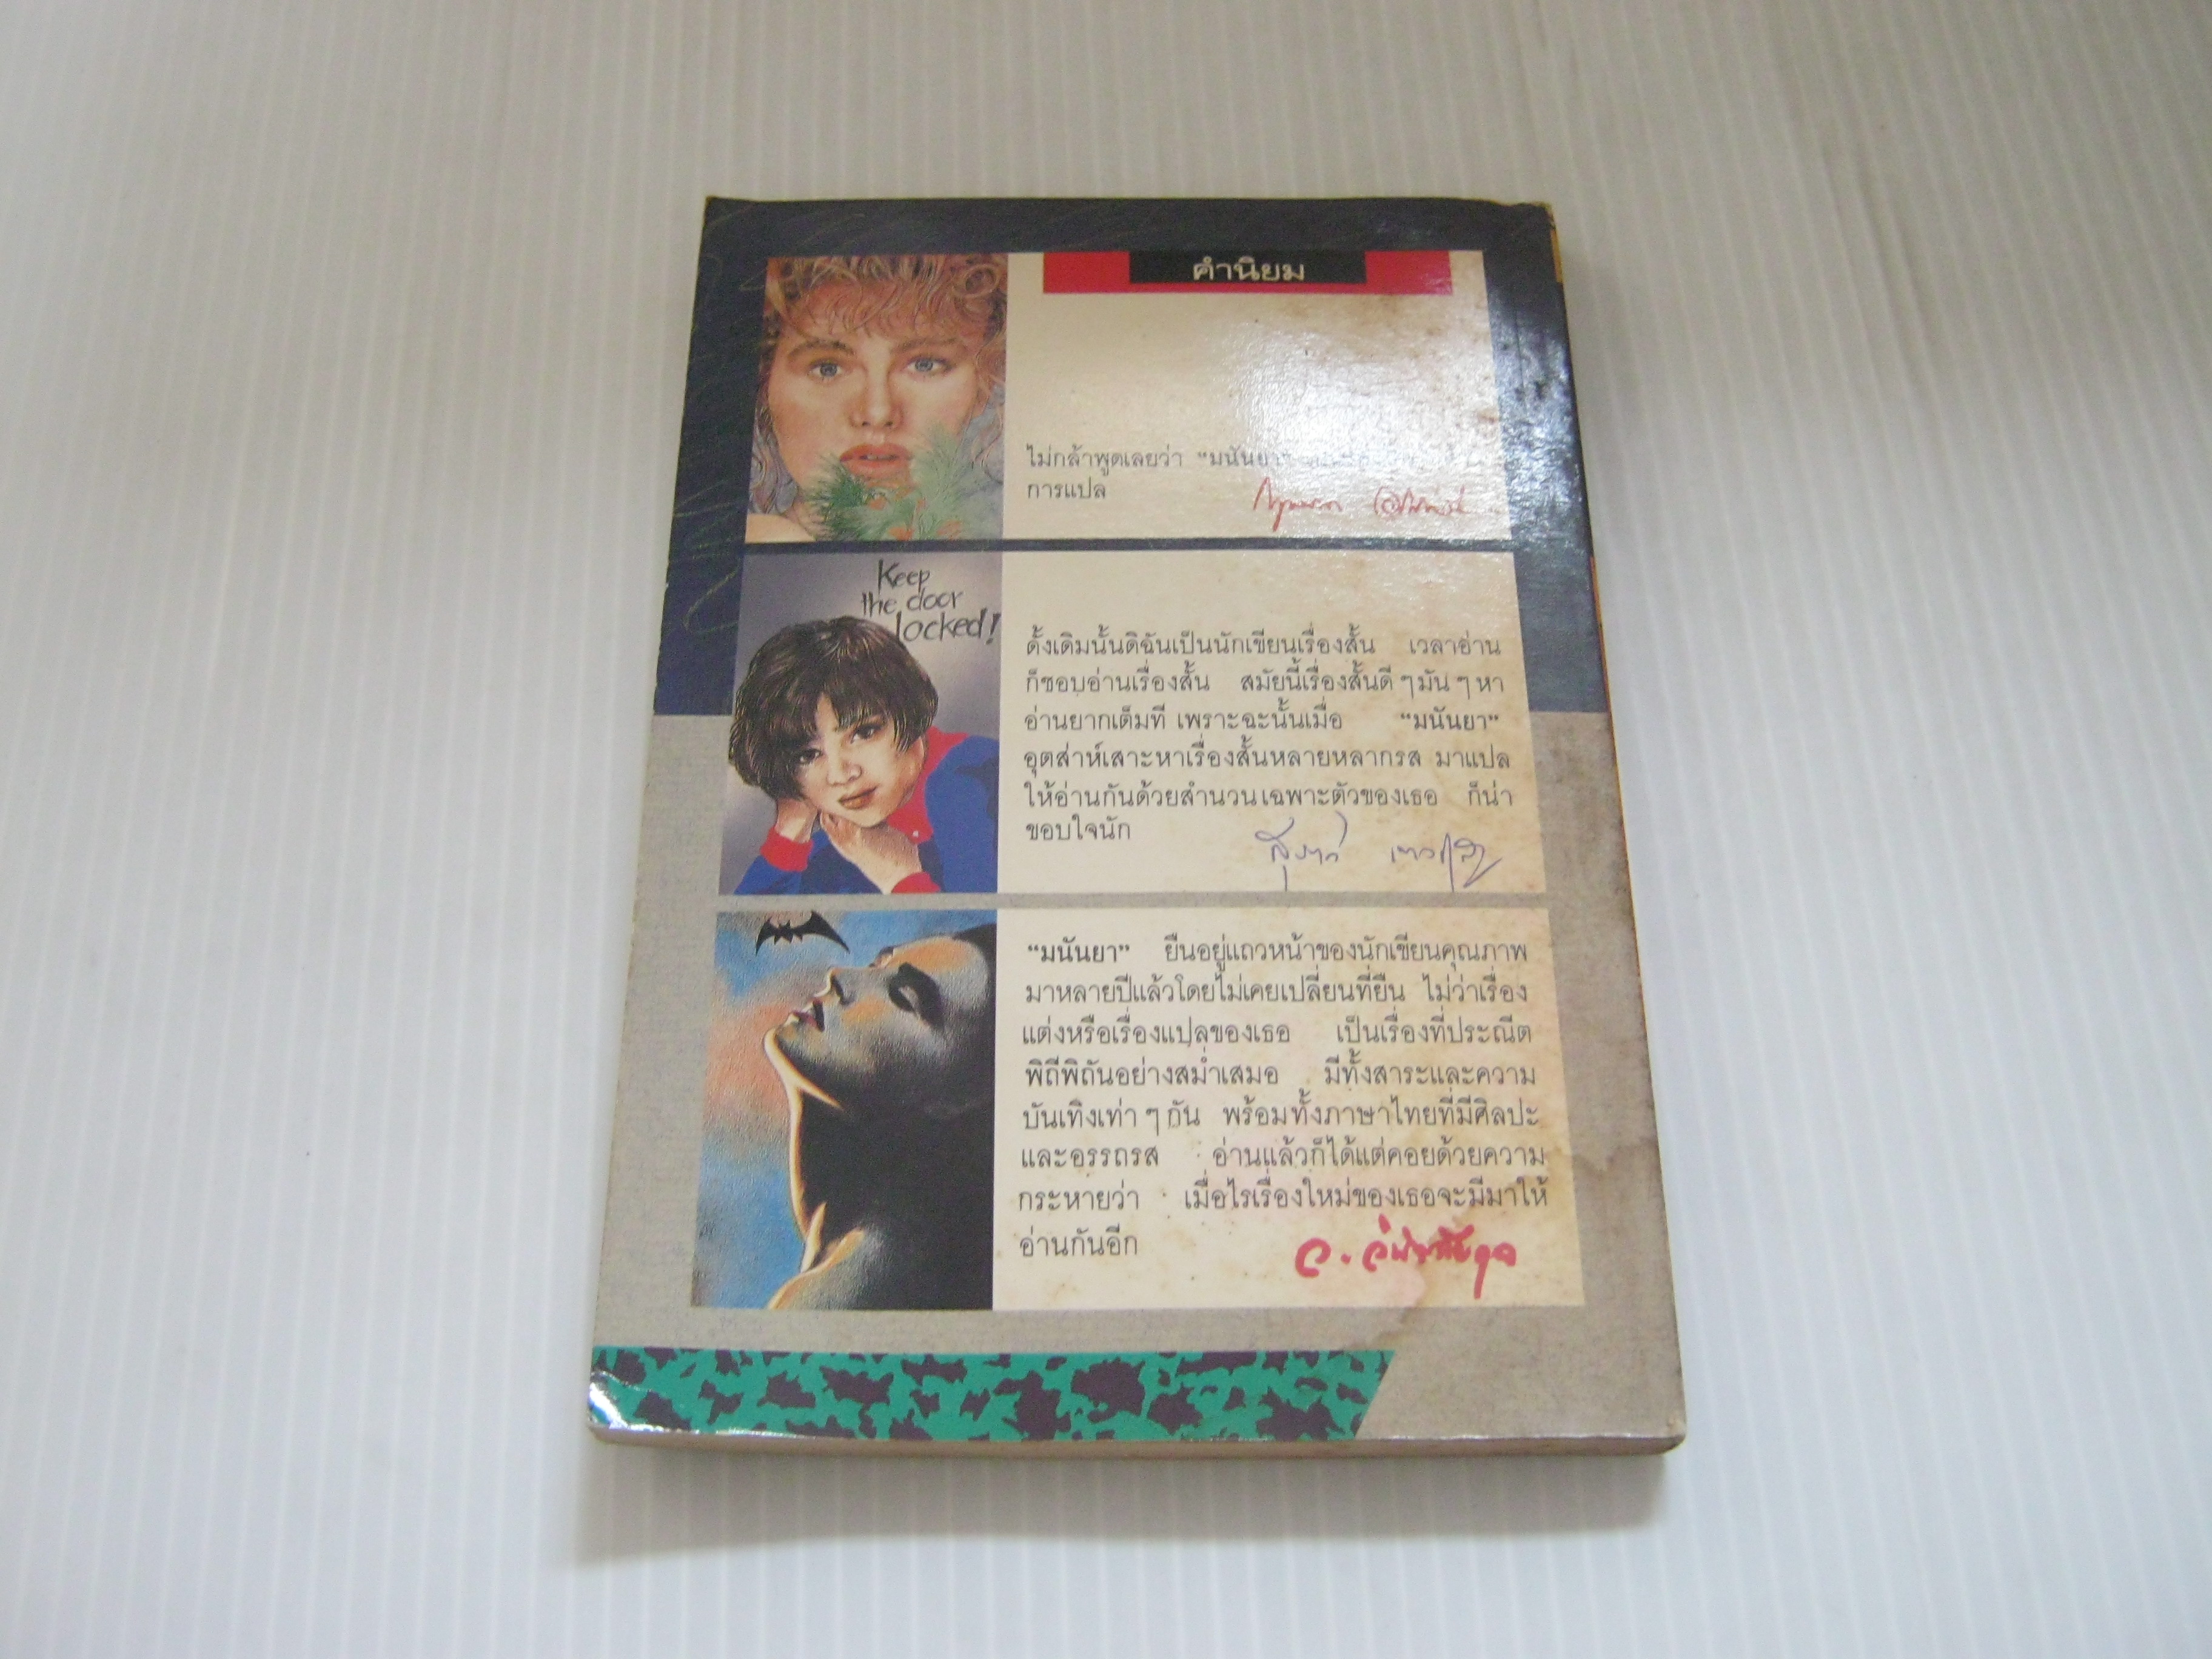 คำนิยม
ไม่กล้าพูดเลยว่า "มนันยา"
การแปล
Keep
the door
locked!
ดั้งเดิมนั้นดิฉันเป็นนักเขียนเรื่องสั้น เวลาอ่าน
ก็ชอบอ่านเรื่องสั้น สมัยนี้เรื่องสั้นดี ๆ มัน ๆ หา
อ่านยากเต็มที เพราะฉะนั้นเมื่อ "มนันยา"
อุตส่าห์เสาะหาเรื่องสั้นหลายหลากรส มาแปล
ให้อ่านกันด้วยสำนวนเฉพาะตัวของเธอ ก็น่า
ขอบใจนัก
"มนันยา" ยืนอยู่แถวหน้าของนักเขียนคุณภาพ
มาหลายปีแล้วโดยไม่เคยเปลี่ยนที่ยืน ไม่ว่าเรื่อง
แต่งหรือเรื่องแปลของเธอ เป็นเรื่องที่ประณีต
พิถีพิถันอย่างสม่ำเสมอ มีทั้งสาระและความ
บันเทิงเท่า ๆ กัน พร้อมทั้งภาษาไทยที่มีศิลปะ
และอรรถรส อ่านแล้วก็ได้แต่คอยด้วยความ
กระหายว่า เมื่อไรเรื่องใหม่ของเธอจะมีมาให้
อ่านกันอีก